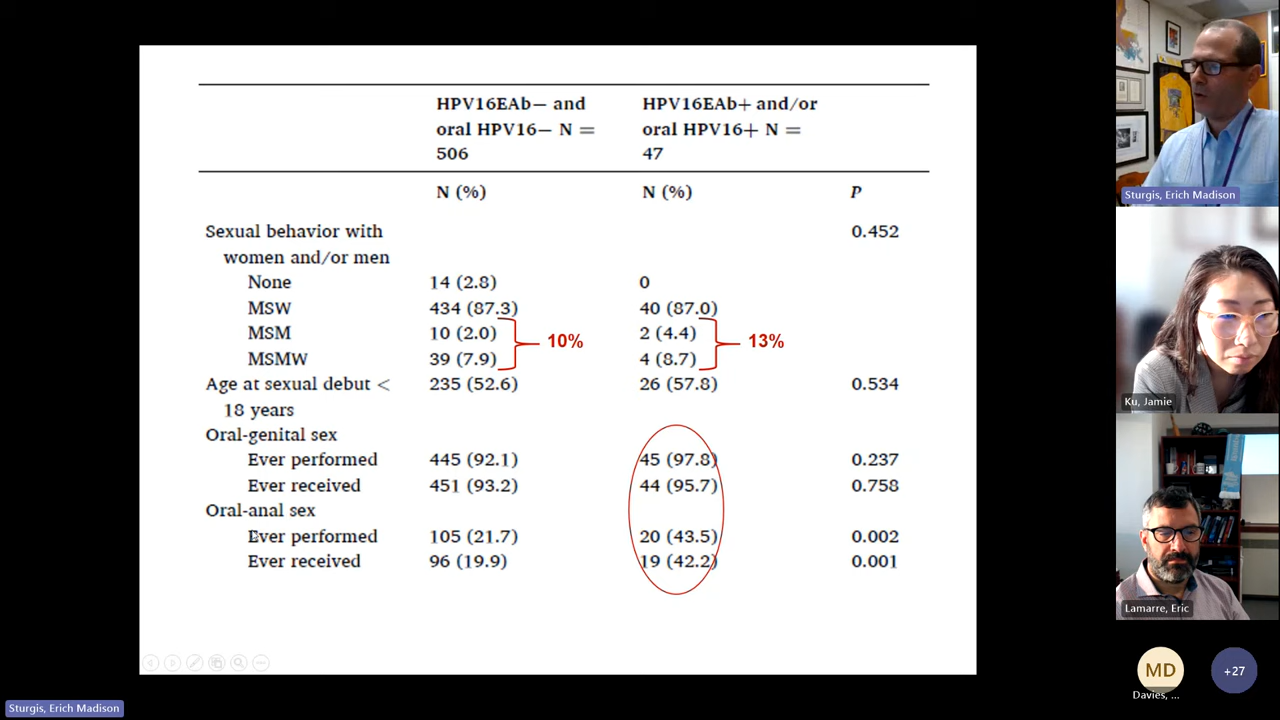 HPV16EAb− and HPV16EAb+ and/or
oral HPV16− N = oral HPV16+ N =
506 47
N (%) N (%) P
Sexual behavior with 0.452
women and/or men
None 14 (2.8) 0
MSW 434 (87.3) 40 (87.0)
MSM 10 (2.0) 2 (4.4)
10% 13%
MSMW 39 (7.9) 4 (8.7)
Age at sexual debut < 235 (52.6) 26 (57.8) 0.534
18 years
Oral-genital sex
Ever performed 445 (92.1) 45 (97.8) 0.237
Ever received 451 (93.2) 44 (95.7) 0.758
Oral-anal sex
Ever performed 105 (21.7) 20 (43.5) 0.002
Ever received 96 (19.9) 19 (42.2) 0.001
Sturgis, Erich Madison
Ku, Jamie
Lamarre, Eric
MD
Davies, ...
+27
Sturgis, Erich Madison